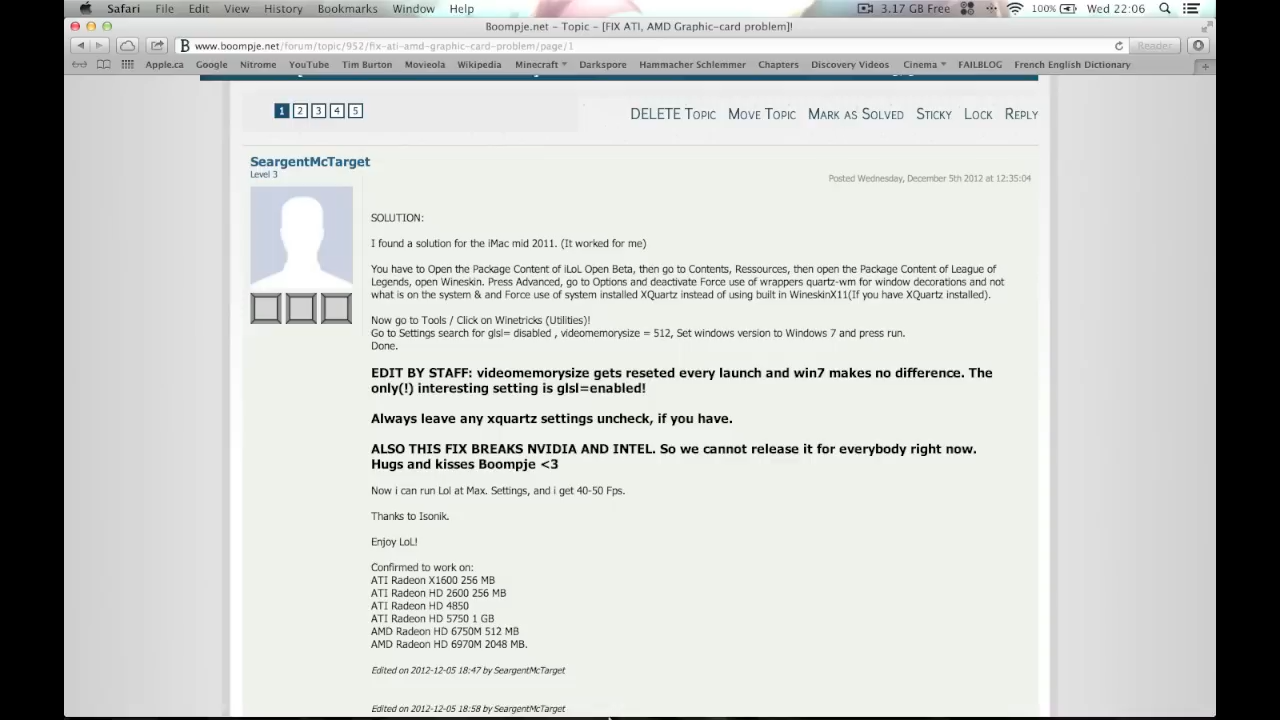 Safari File Edit View History Bookmarks Window Help 3.17 GB Free 100% Wed 22:06
Boompje.net – Topic – [FIX ATI, AMD Graphic-card problem]!
www.boompje.net/forum/topic/952/fix-ati-amd-graphic-card-problem/page/1 Reader
Apple.ca Google Nitrome YouTube Tim Burton Movieola Wikipedia Minecraft Darkspore Hammacher Schlemmer Chapters Discovery Videos Cinema FAILBLOG French English Dictionary
1 2 3 4 5 DELETE Topic Move Topic Mark as Solved Sticky Lock Reply
SeargentMcTarget
Level 3
Posted Wednesday, December 5th 2012 at 12:35:04
SOLUTION:
I found a solution for the iMac mid 2011. (It worked for me)
You have to Open the Package Content of iLoL Open Beta, then go to Contents, Ressources, then open the Package Content of League of
Legends, open Wineskin. Press Advanced, go to Options and deactivate Force use of wrappers quartz-wm for window decorations and not
what is on the system & and Force use of system installed XQuartz instead of using built in WineskinX11(If you have XQuartz installed).
Now go to Tools / Click on Winetricks (Utilities)!
Go to Settings search for glsl= disabled , videomemorysize = 512, Set windows version to Windows 7 and press run.
Done.
EDIT BY STAFF: videomemorysize gets reseted every launch and win7 makes no difference. The
only(!) interesting setting is glsl=enabled!
Always leave any xquartz settings uncheck, if you have.
ALSO THIS FIX BREAKS NVIDIA AND INTEL. So we cannot release it for everybody right now.
Hugs and kisses Boompje <3
Now i can run Lol at Max. Settings, and i get 40-50 Fps.
Thanks to Isonik.
Enjoy LoL!
Confirmed to work on:
ATI Radeon X1600 256 MB
ATI Radeon HD 2600 256 MB
ATI Radeon HD 4850
ATI Radeon HD 5750 1 GB
AMD Radeon HD 6750M 512 MB
AMD Radeon HD 6970M 2048 MB.
Edited on 2012-12-05 18:47 by SeargentMcTarget
Edited on 2012-12-05 18:58 by SeargentMcTarget